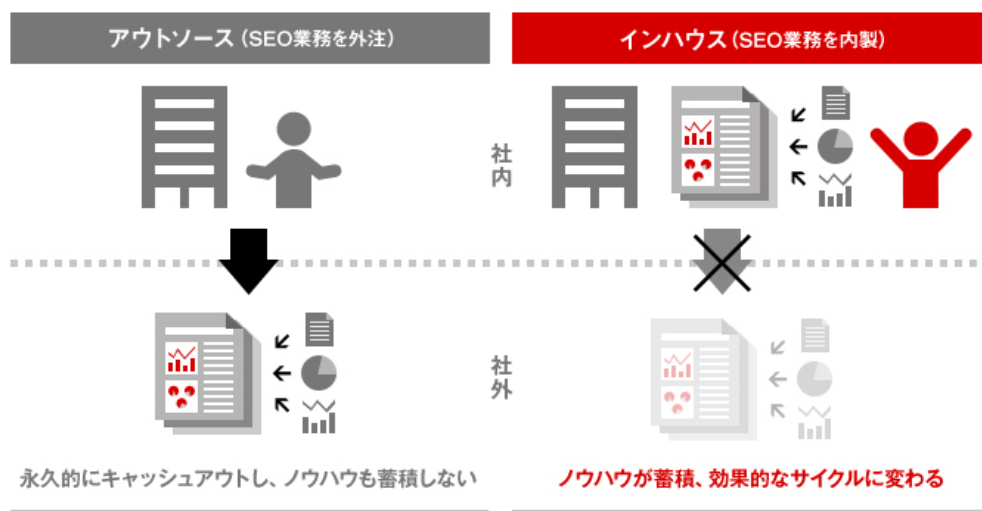 アウトソース（SEO業務を外注）
インハウス（SEO業務を内製）
社内
社外
永久的にキャッシュアウトし、ノウハウも蓄積しない
ノウハウが蓄積、効果的なサイクルに変わる